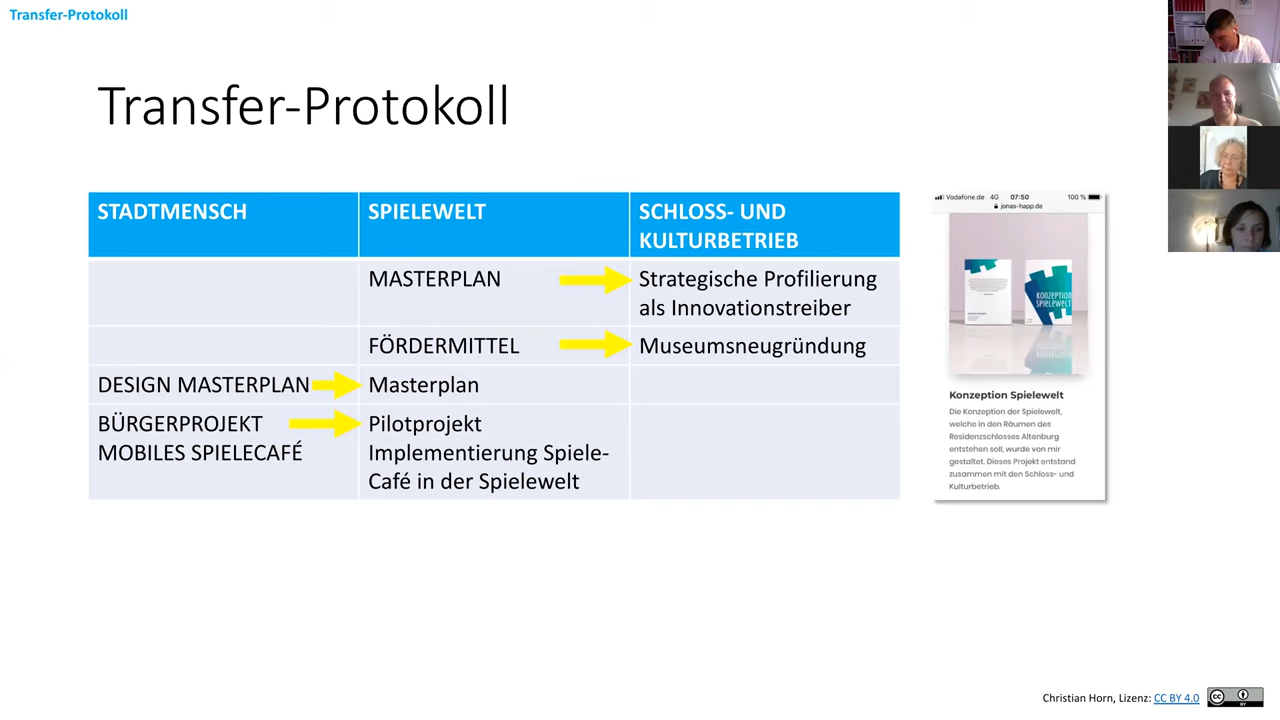 Transfer-Protokoll
Transfer-Protokoll
STADTMENSCH
SPIELEWELT
SCHLOSS- UND
KULTURBETRIEB
MASTERPLAN
Strategische Profilierung
als Innovationstreiber
FÖRDERMITTEL
Museumsneugründung
DESIGN MASTERPLAN
Masterplan
BÜRGERPROJEKT
MOBILES SPIELECAFÉ
Pilotprojekt
Implementierung Spiele-
Café in der Spielewelt
Vodafone.de 4G 07:50 100 %
jonas-happ.de
KONZEPTION
SPIELEWELT
Konzeption Spielewelt
Die Konzeption der Spielewelt,
welche in den Räumen des
Residenzschlosses Altenburg
entstehen soll, wurde von mir
gestaltet. Dieses Projekt entstand
zusammen mit den Schloss- und
Kulturbetrieb.
Christian Horn, Lizenz: CC BY 4.0
CC BY